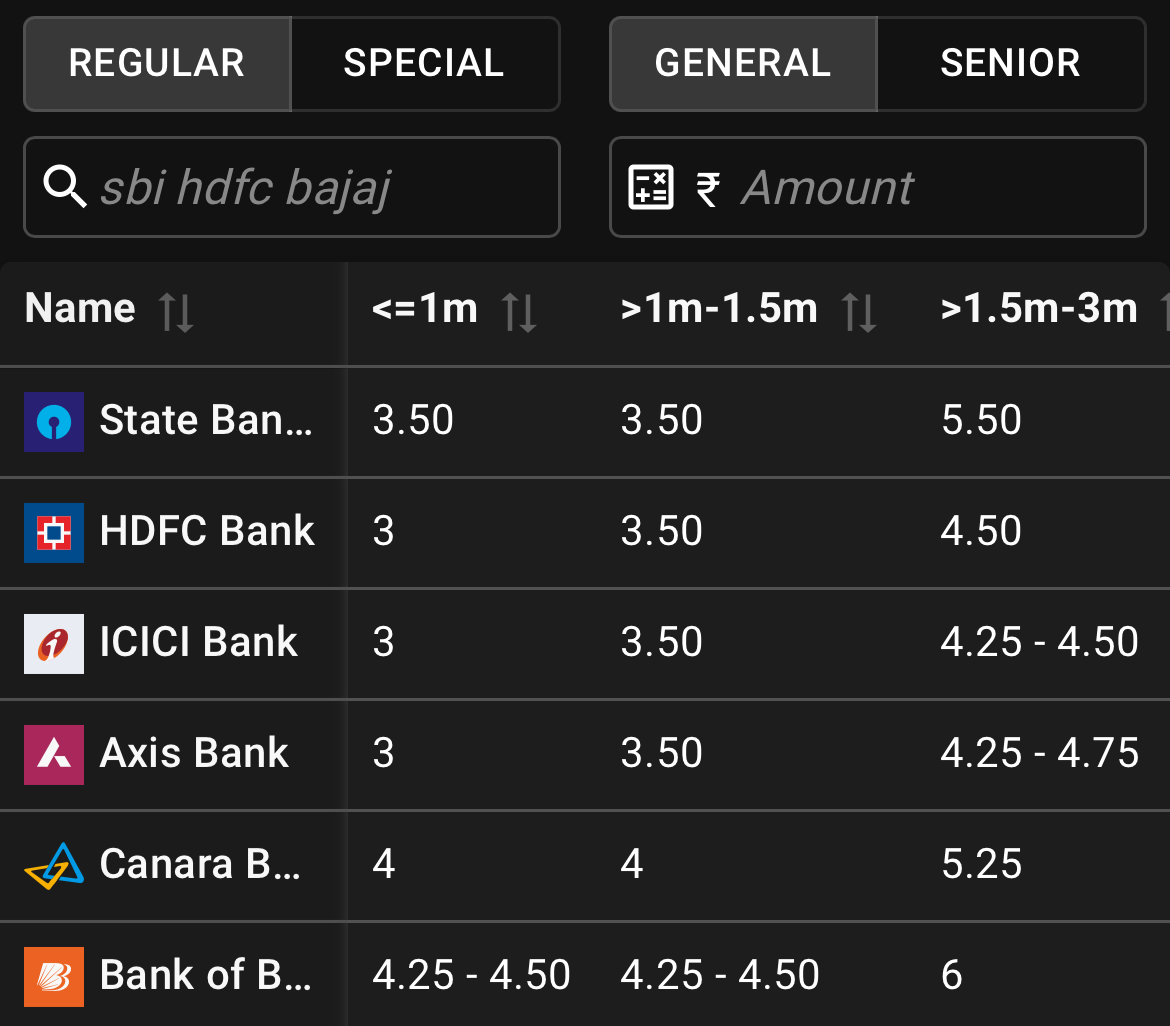 REGULAR SPECIAL GENERAL SENIOR
sbi hdfc bajaj ₹ Amount
Name <=1m >1m-1.5m >1.5m-3m
State Ban... 3.50 3.50 5.50
HDFC Bank 3 3.50 4.50
ICICI Bank 3 3.50 4.25 - 4.50
Axis Bank 3 3.50 4.25 - 4.75
Canara B... 4 4 5.25
Bank of B... 4.25 - 4.50 4.25 - 4.50 6